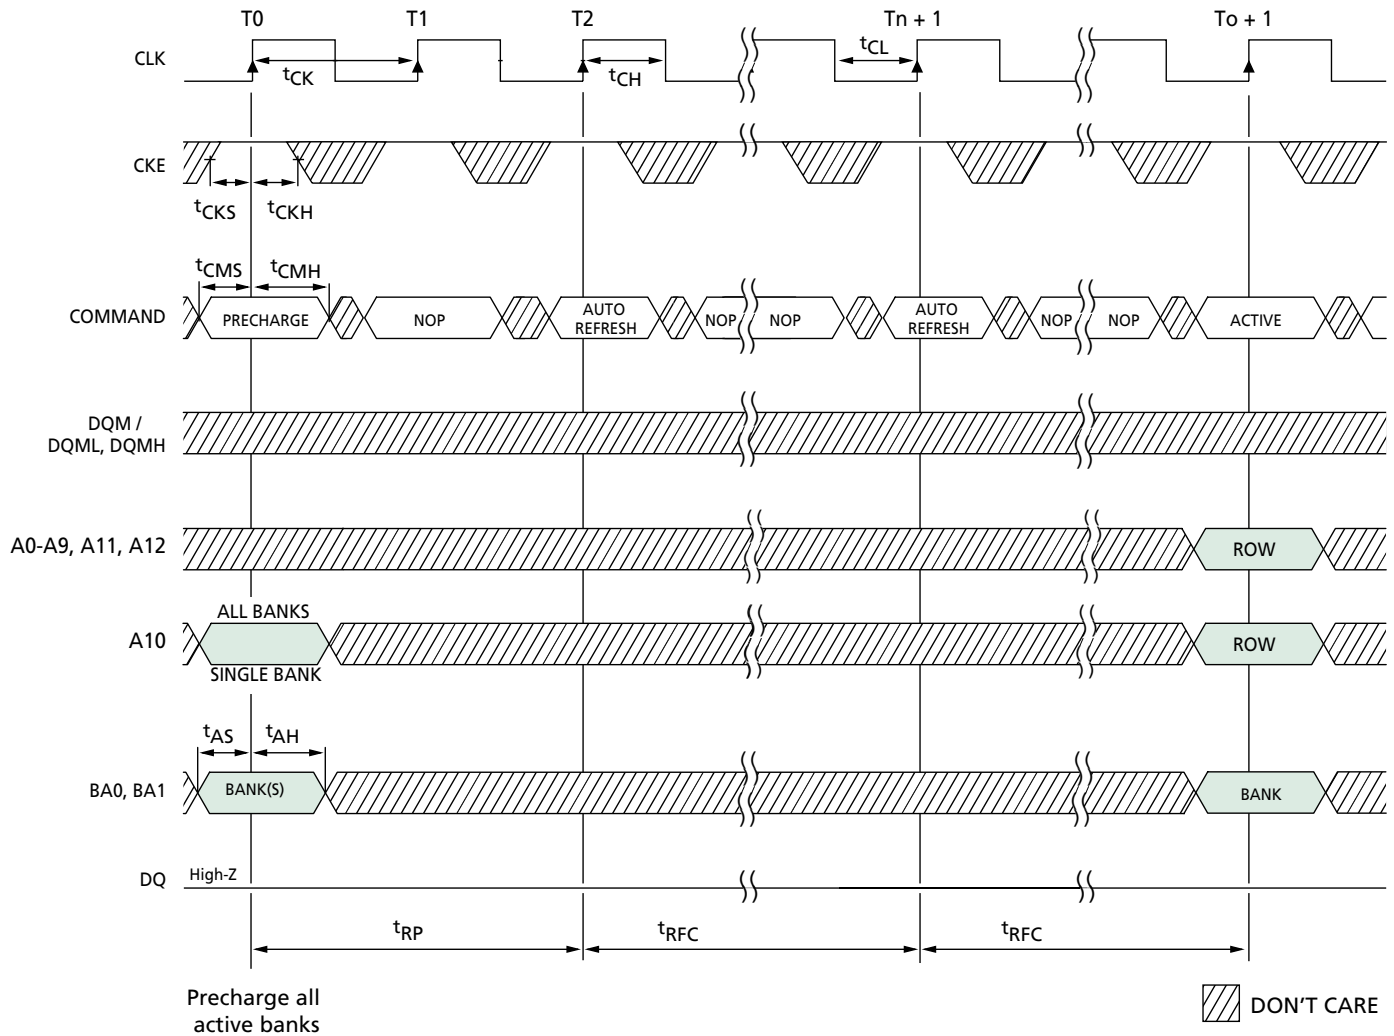 T0 T1 T2 Tn + 1 To + 1
CLK
tCK tCH tCL
CKE
tCKS tCKH
tCMS tCMH
COMMAND PRECHARGE NOP AUTO REFRESH NOP NOP AUTO REFRESH NOP NOP ACTIVE
DQM /
DQML, DQMH
A0-A9, A11, A12 ROW
ALL BANKS
A10 ROW
SINGLE BANK
tAS tAH
BA0, BA1 BANK(S) BANK
DQ High-Z
tRP tRFC tRFC
Precharge all
active banks
DON'T CARE